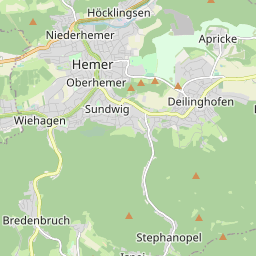 Höcklingsen
Niederhemer
Apricke
Hemer
Oberhemer
Deilinghofen
Sundwig
Wiehagen
Bredenbruch
Stephanopel